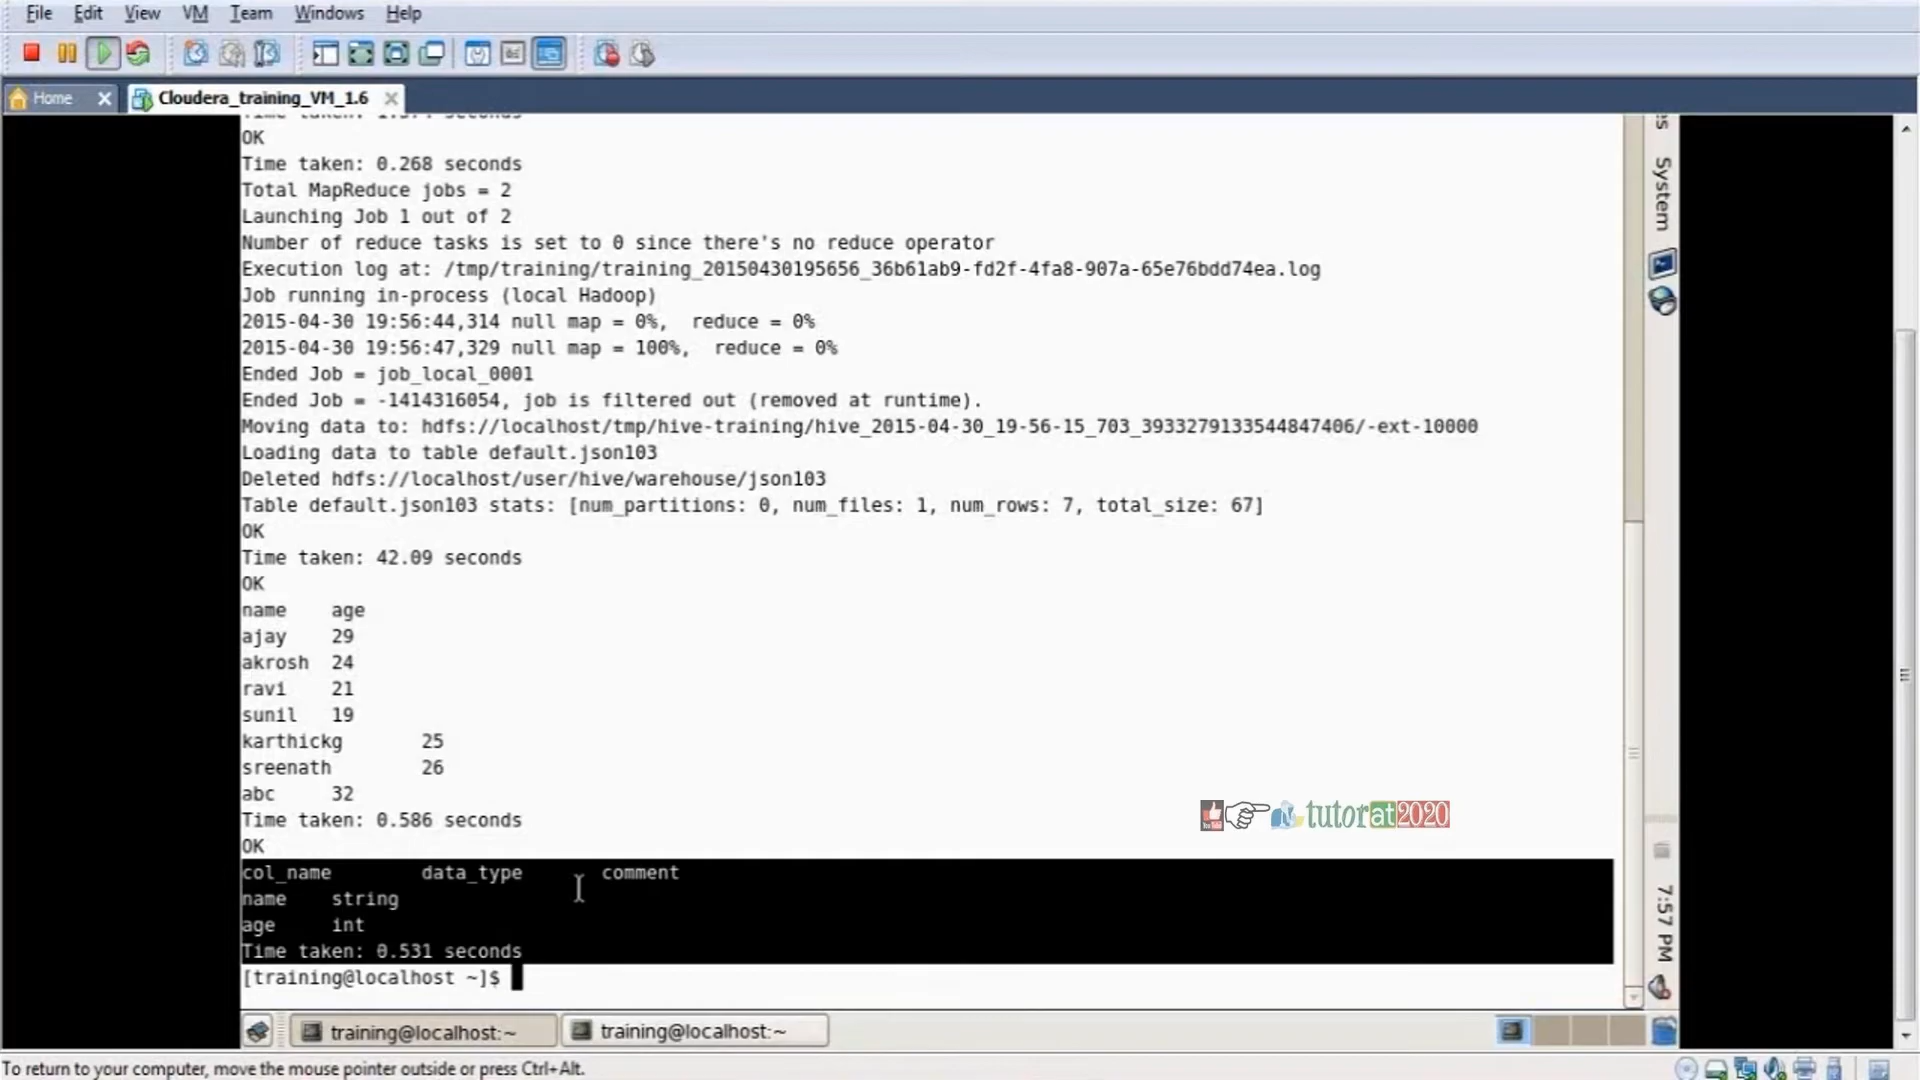 File Edit View VM Team Windows Help
Home Cloudera_training_VM_1.6
OK
Time taken: 0.268 seconds
Total MapReduce jobs = 2
Launching Job 1 out of 2
Number of reduce tasks is set to 0 since there's no reduce operator
Execution log at: /tmp/training/training_20150430195656_36b61ab9-fd2f-4fa8-907a-65e76bdd74ea.log
Job running in-process (local Hadoop)
2015-04-30 19:56:44,314 null map = 0%, reduce = 0%
2015-04-30 19:56:47,329 null map = 100%, reduce = 0%
Ended Job = job_local_0001
Ended Job = -1414316054, job is filtered out (removed at runtime).
Moving data to: hdfs://localhost/tmp/hive-training/hive_2015-04-30_19-56-15_703_3933279133544847406/-ext-10000
Loading data to table default.json103
Deleted hdfs://localhost/user/hive/warehouse/json103
Table default.json103 stats: [num_partitions: 0, num_files: 1, num_rows: 7, total_size: 67]
OK
Time taken: 42.09 seconds
OK
name age
ajay 29
akrosh 24
ravi 21
sunil 19
karthickg 25
sreenath 26
abc 32
Time taken: 0.586 seconds
OK
col_name data_type comment
name string
age int
Time taken: 0.531 seconds
[training@localhost ~]$
System
7:57 PM
tutorat2020
training@localhost:~ training@localhost:~
To return to your computer, move the mouse pointer outside or press Ctrl+Alt.